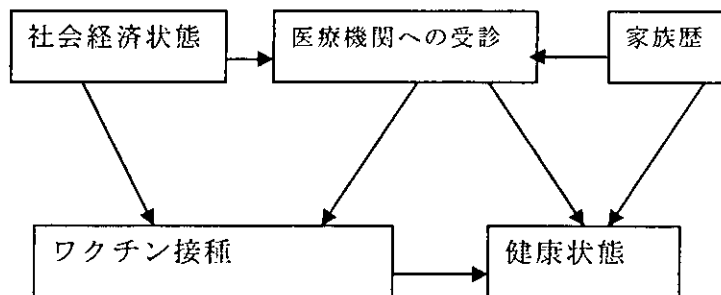 社会経済状態
医療機関への受診
家族歴
ワクチン接種
健康状態